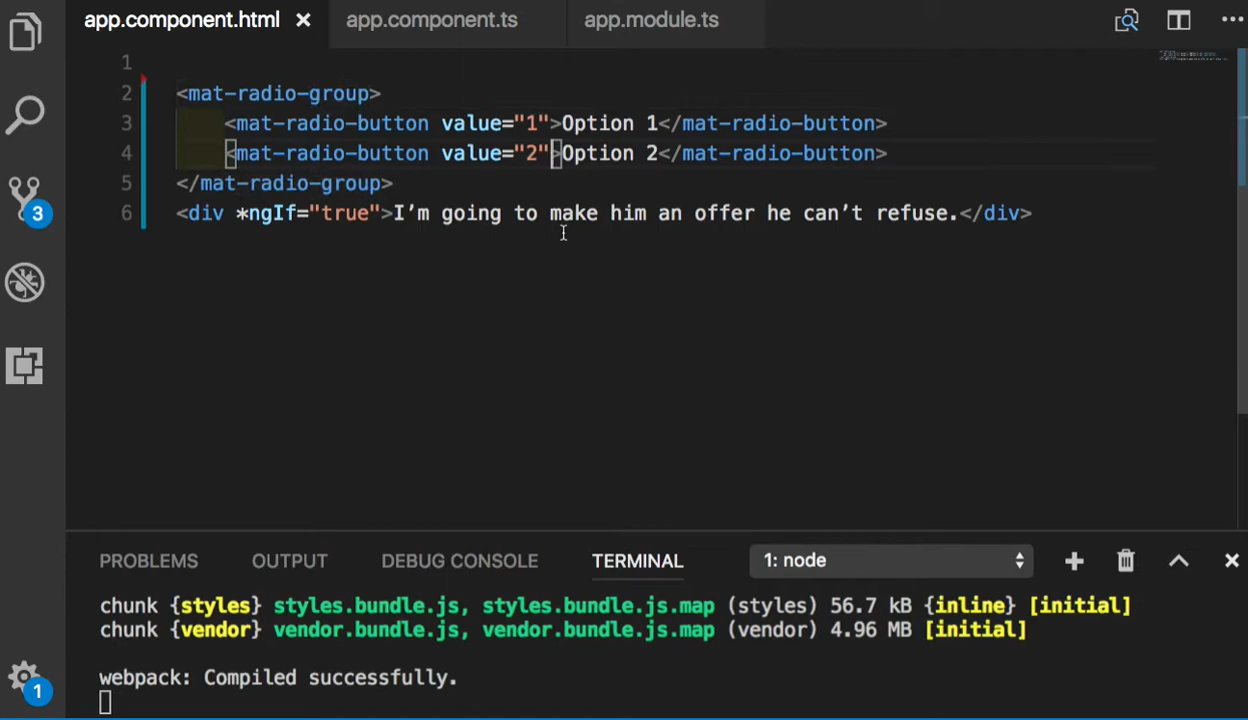 app.component.html × app.component.ts app.module.ts
1
2 <mat-radio-group>
3 <mat-radio-button value="1">Option 1</mat-radio-button>
4 <mat-radio-button value="2">Option 2</mat-radio-button>
5 </mat-radio-group>
6 <div *ngIf="true">I’m going to make him an offer he can’t refuse.</div>
3
PROBLEMS OUTPUT DEBUG CONSOLE TERMINAL 1: node
chunk {styles} styles.bundle.js, styles.bundle.js.map (styles) 56.7 kB {inline} [initial]
chunk {vendor} vendor.bundle.js, vendor.bundle.js.map (vendor) 4.96 MB [initial]
webpack: Compiled successfully.
1